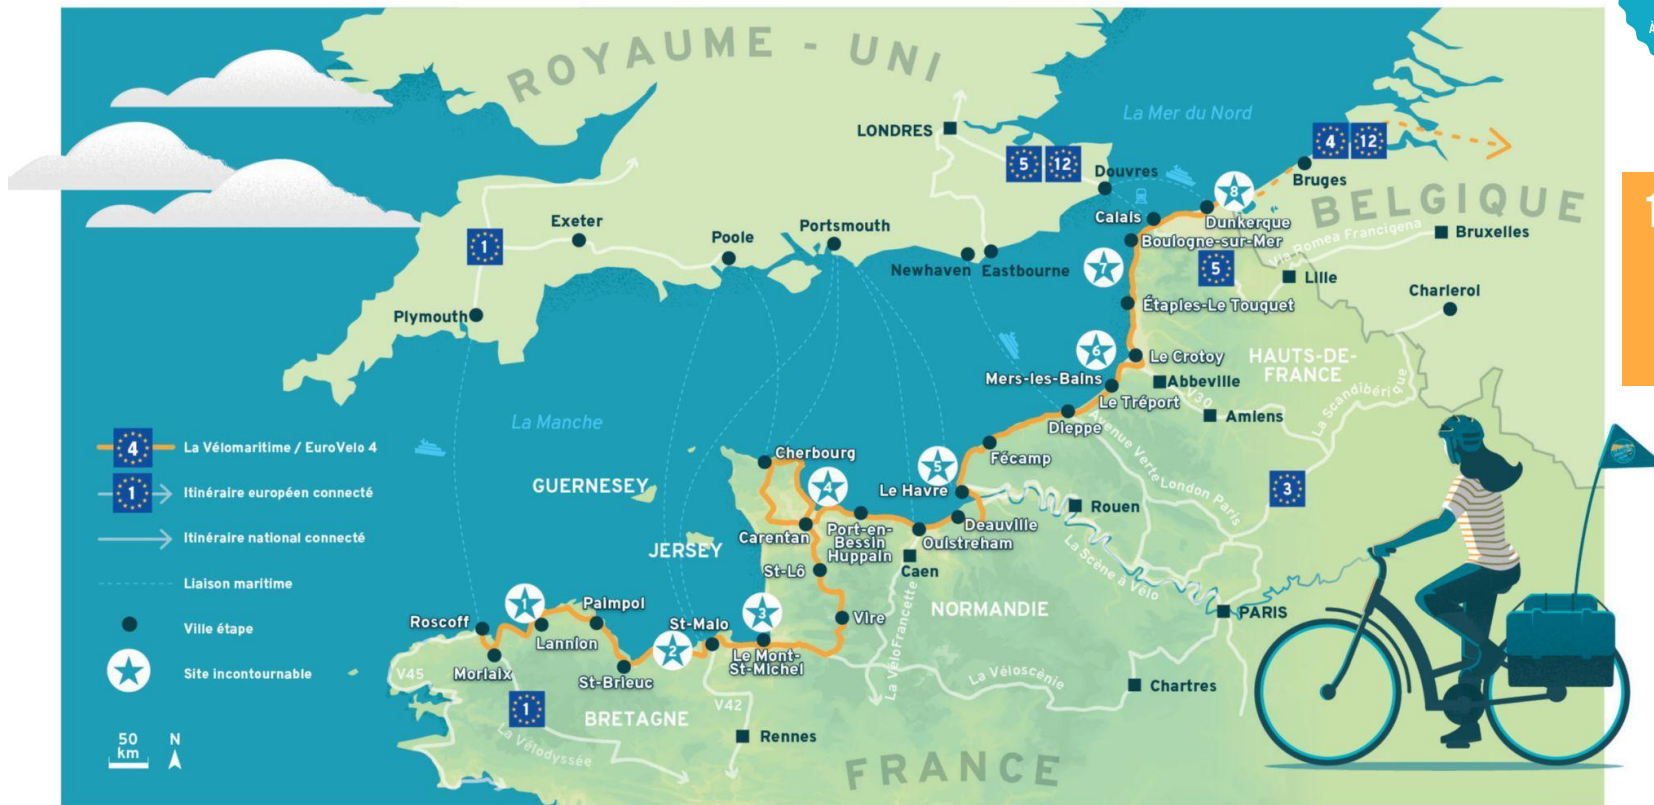 ROYAUME - UNI
À
LONDRES
La Mer du Nord
4
12
5
12
Douvres
Bruges
8
BELGIQUE
1
Exeter
Poole
Portsmouth
Calais
Dunkerque
Boulogne-sur-Mer
Via Romea Francigena
Bruxelles
1
Newhaven
Eastbourne
7
5
Lille
Charleroi
Plymouth
Étaples-Le Touquet
6
Le Crotoy
HAUTS-DE-
FRANCE
Mers-les-Bains
Abbeville
V30
Le Tréport
Amiens
La Scandibérique
La Manche
Dieppe
Avenue Verte London Paris
4
La Vélomaritime / EuroVelo 4
1
Itinéraire européen connecté
Itinéraire national connecté
Liaison maritime
Ville étape
Site incontournable
Cherbourg
Fécamp
5
GUERNESEY
4
Le Havre
3
Rouen
Carentan
Port-en-
Bessin
Huppain
Deauville
Ouistreham
JERSEY
St-Lô
Caen
La Seine à Vélo
1
Paimpol
3
NORMANDIE
PARIS
Roscoff
Lannion
St-Malo
Vire
2
Le Mont-
St-Michel
La Vélo Francette
Morlaix
St-Brieuc
V45
La Véloscénie
Chartres
1
BRETAGNE
V42
Rennes
La Vélodyssée
FRANCE
50
km
N